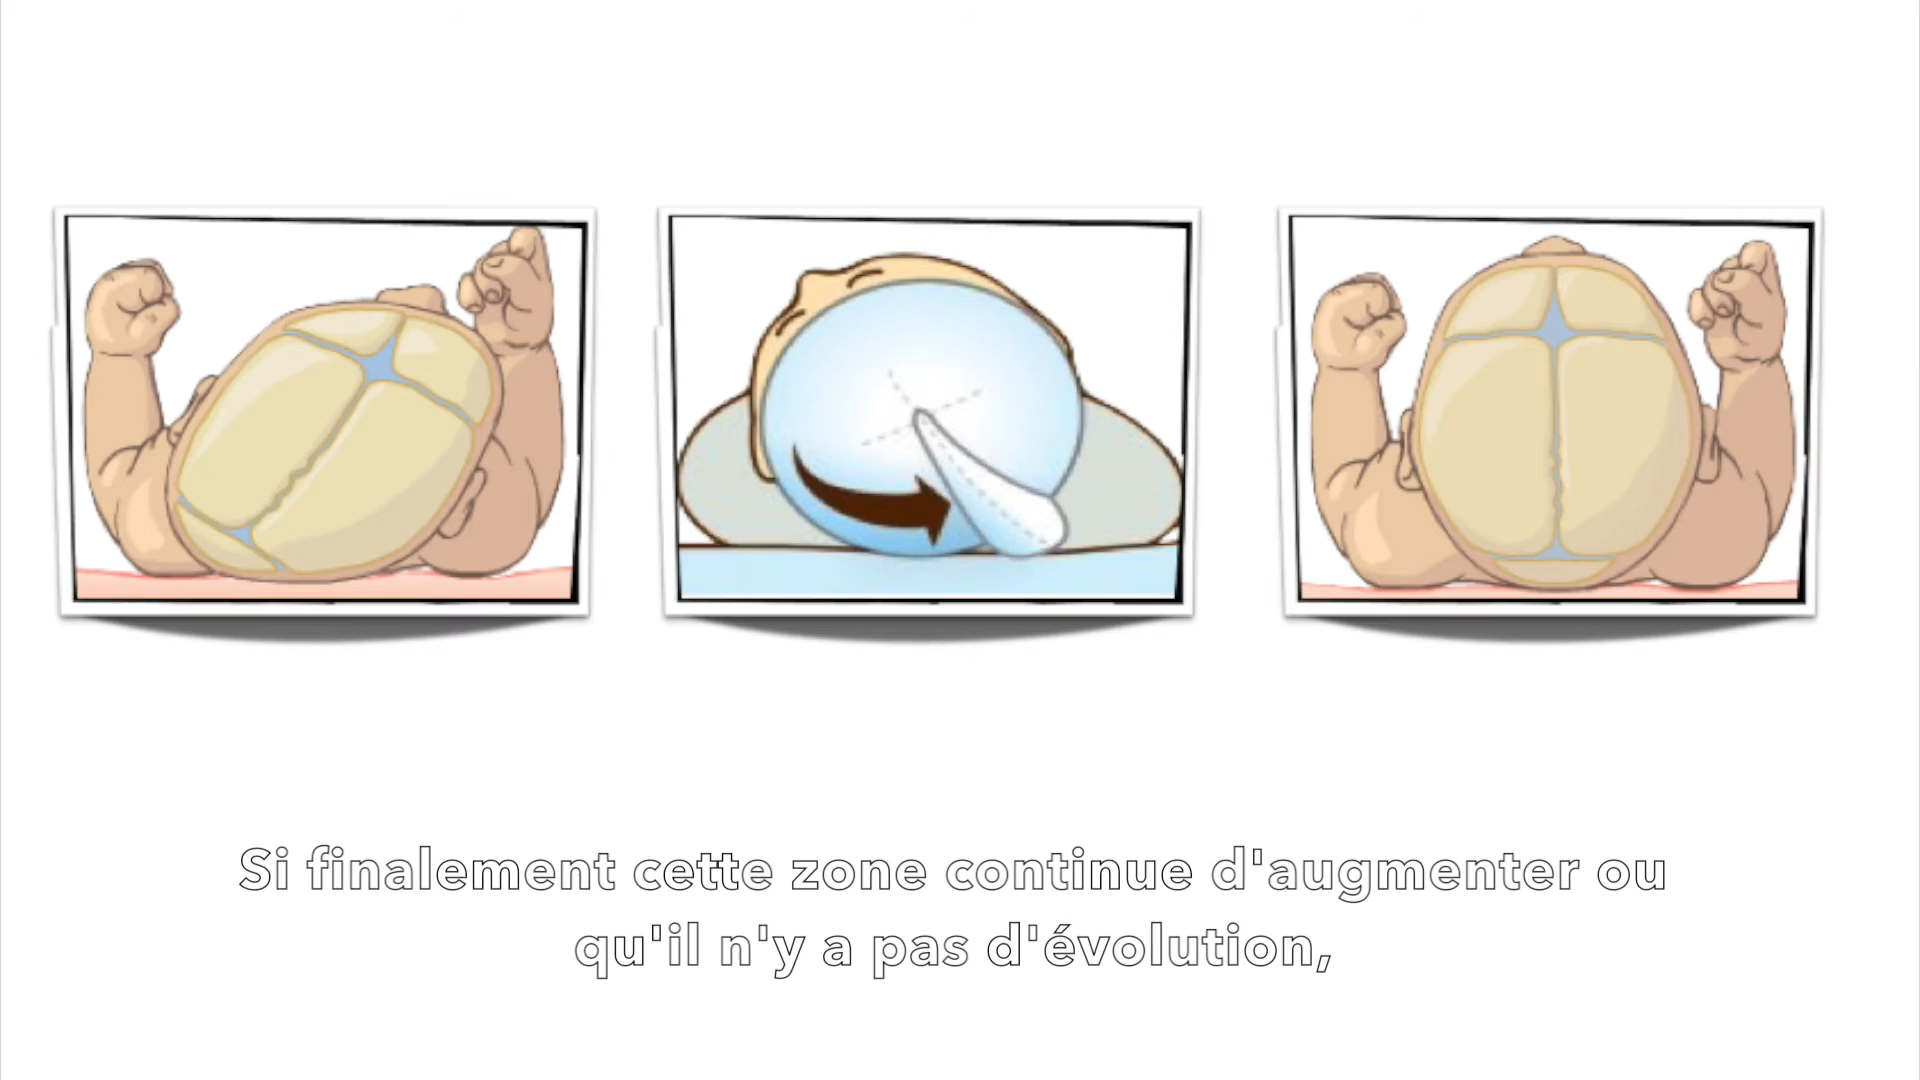 Si finalement cette zone continue d'augmenter ou
qu'il n'y a pas d'évolution,